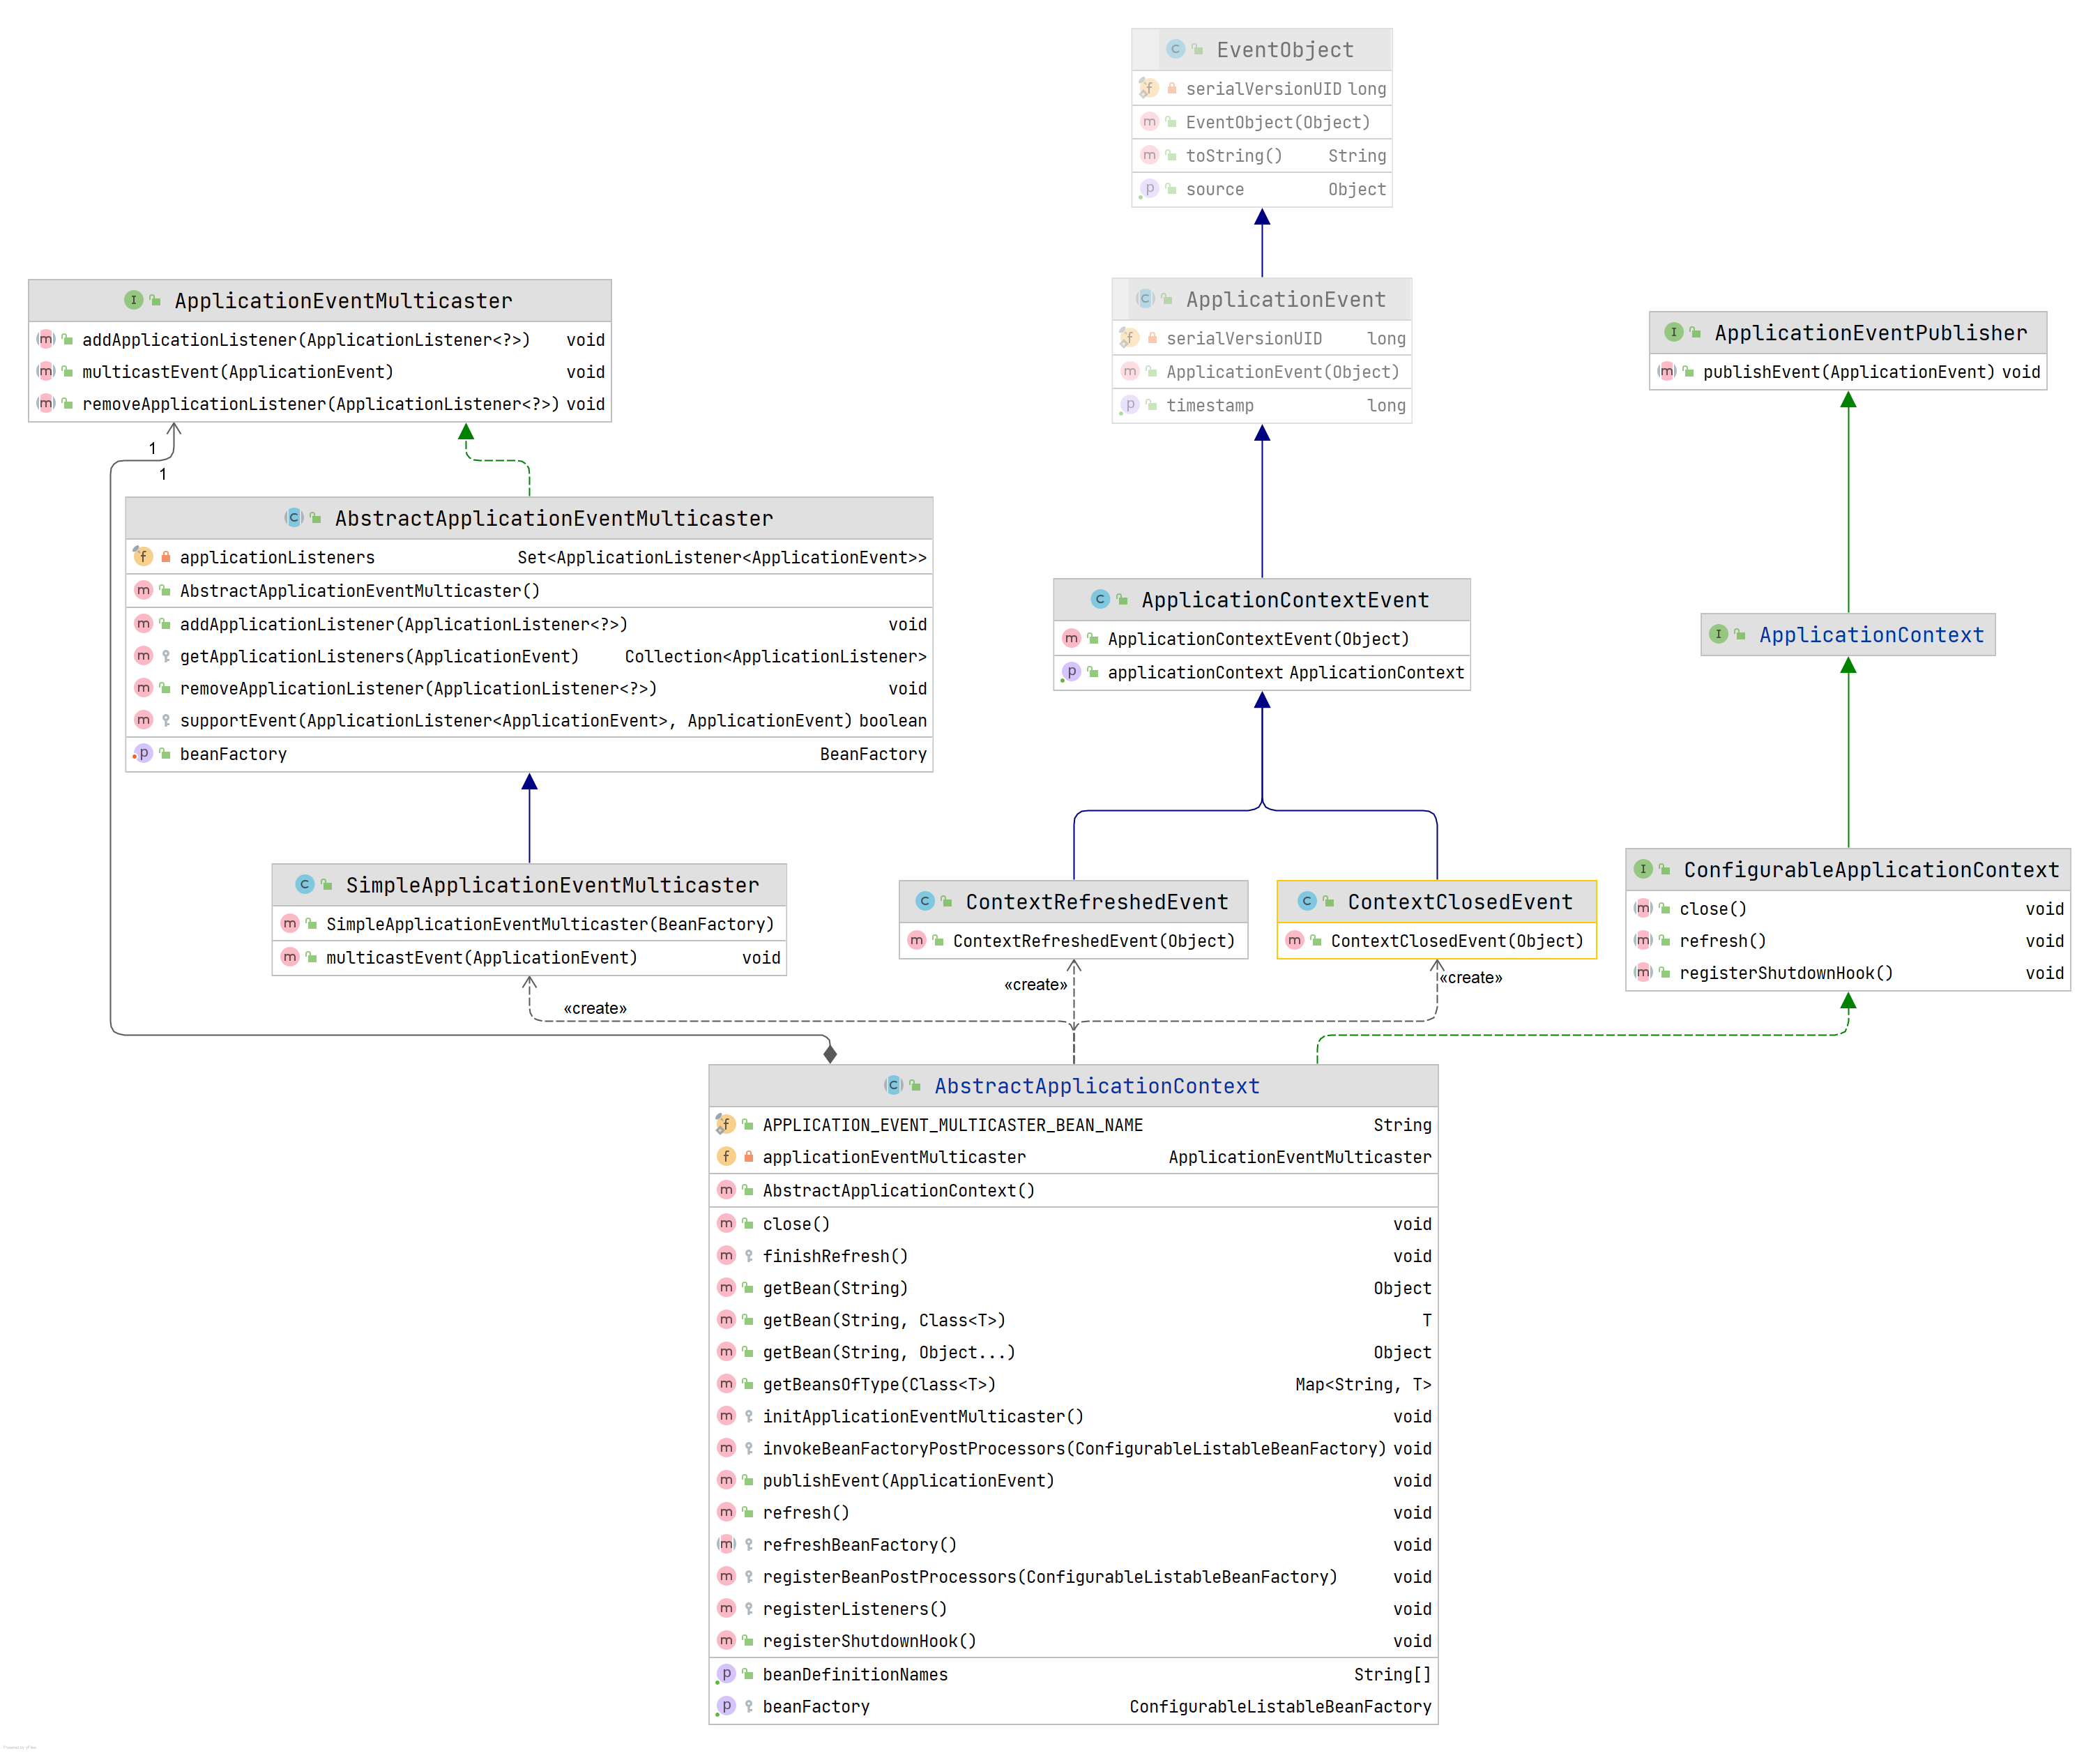 EventObject
serialVersionUID long
EventObject(Object)
toString() String
source Object
ApplicationEventMulticaster
addApplicationListener(ApplicationListener<?>) void
multicastEvent(ApplicationEvent) void
removeApplicationListener(ApplicationListener<?>) void
ApplicationEvent
serialVersionUID long
ApplicationEvent(Object)
timestamp long
ApplicationEventPublisher
publishEvent(ApplicationEvent) void
1
1
AbstractApplicationEventMulticaster
applicationListeners Set<ApplicationListener<ApplicationEvent>>
AbstractApplicationEventMulticaster()
addApplicationListener(ApplicationListener<?>) void
getApplicationListeners(ApplicationEvent) Collection<ApplicationListener>
removeApplicationListener(ApplicationListener<?>) void
supportEvent(ApplicationListener<ApplicationEvent>, ApplicationEvent) boolean
beanFactory BeanFactory
ApplicationContextEvent
ApplicationContextEvent(Object)
applicationContext ApplicationContext
ApplicationContext
SimpleApplicationEventMulticaster
SimpleApplicationEventMulticaster(BeanFactory)
multicastEvent(ApplicationEvent) void
ContextRefreshedEvent
ContextRefreshedEvent(Object)
ContextClosedEvent
ContextClosedEvent(Object)
ConfigurableApplicationContext
close() void
refresh() void
registerShutdownHook() void
«create»
«create»
«create»
AbstractApplicationContext
APPLICATION_EVENT_MULTICASTER_BEAN_NAME String
applicationEventMulticaster ApplicationEventMulticaster
AbstractApplicationContext()
close() void
finishRefresh() void
getBean(String) Object
getBean(String, Class<T>) T
getBean(String, Object...) Object
getBeansOfType(Class<T>) Map<String, T>
initApplicationEventMulticaster() void
invokeBeanFactoryPostProcessors(ConfigurableListableBeanFactory) void
publishEvent(ApplicationEvent) void
refresh() void
refreshBeanFactory() void
registerBeanPostProcessors(ConfigurableListableBeanFactory) void
registerListeners() void
registerShutdownHook() void
beanDefinitionNames String[]
beanFactory ConfigurableListableBeanFactory
Powered by yFiles